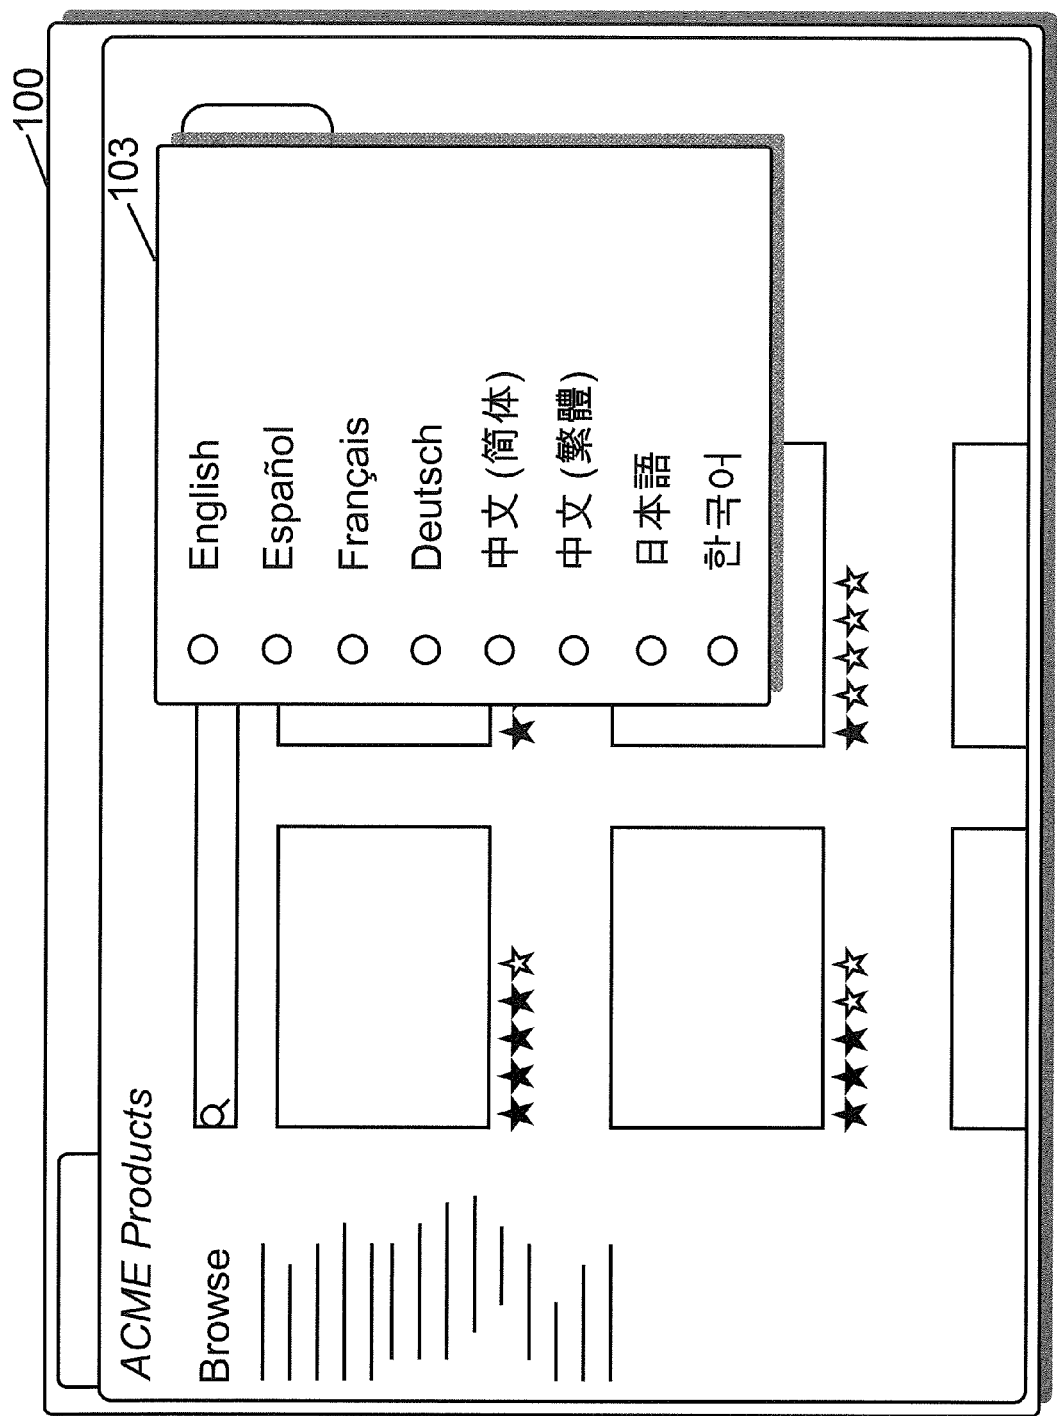 100
103
ACME Products
Browse
English
Español
Français
Deutsch
中文 (简体)
中文 (繁體)
日本語
한국어